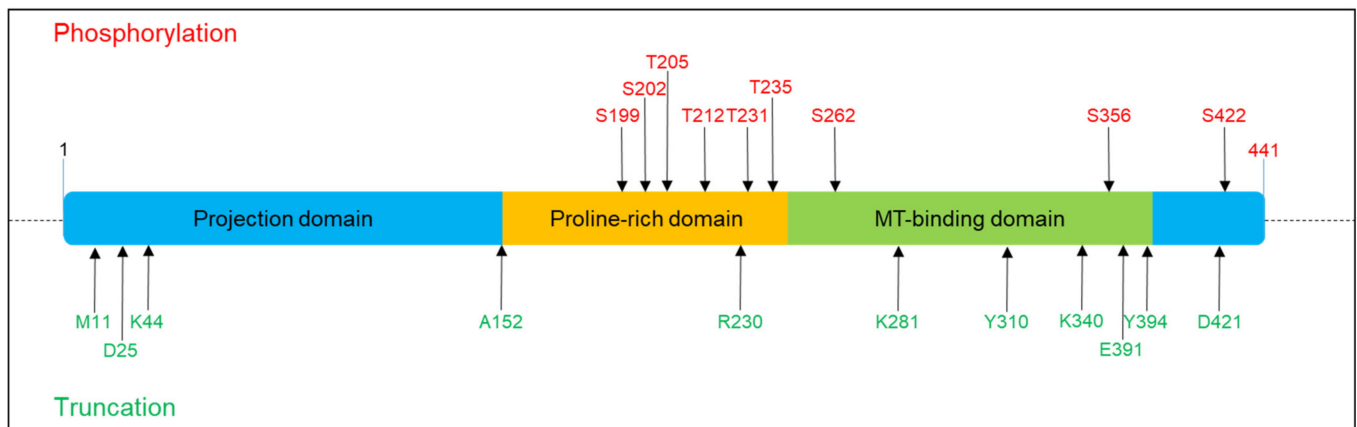 Phosphorylation
T205
S202
T235
S199
T212
T231
S262
S356
S422
1
441
Projection domain
Proline-rich domain
MT-binding domain
M11
K44
A152
R230
K281
Y310
K340
Y394
D421
D25
E391
Truncation